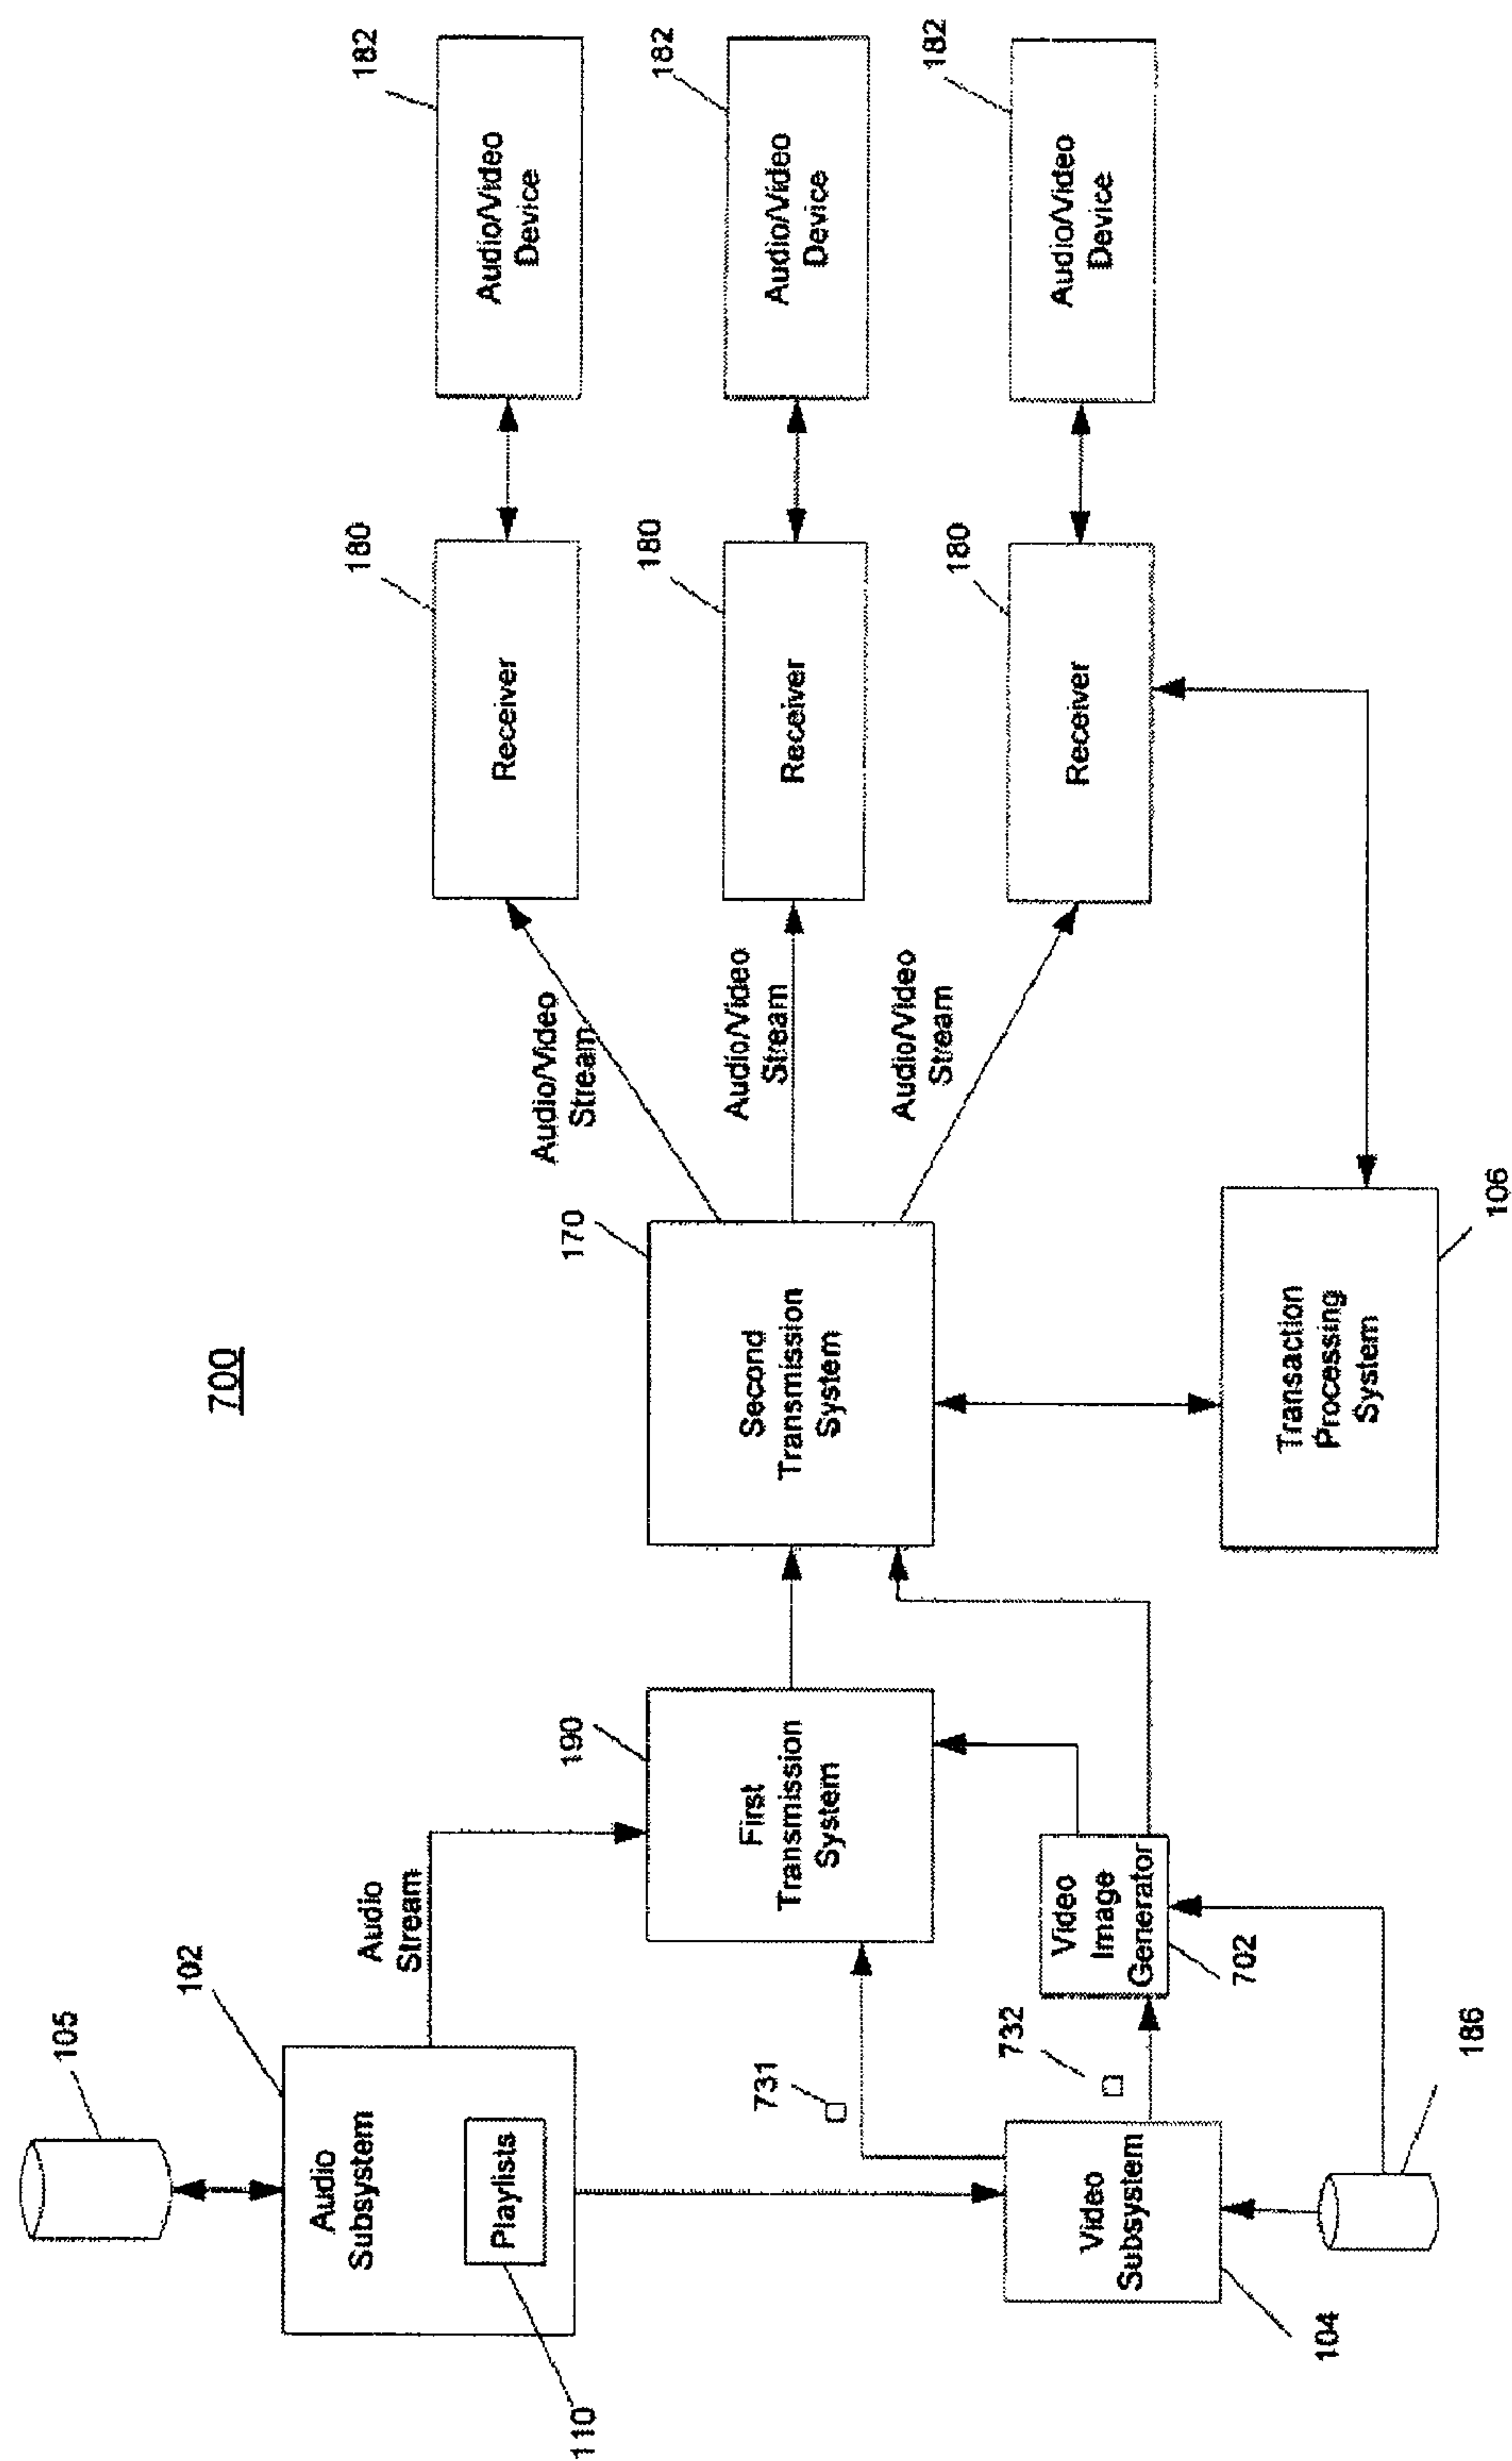 700
105
102
Audio
Subsystem
Playlists
110
Audio
Stream
731
732
Video
Subsystem
104
186
190
First
Transmission
System
Video
Image
Generator
702
170
Second
Transmission
System
Transaction
Processing
System
106
Audio/Video
Stream
Audio/Video
Stream
Audio/Video
Stream
180
Receiver
180
Receiver
180
Receiver
182
Audio/Video
Device
182
Audio/Video
Device
182
Audio/Video
Device